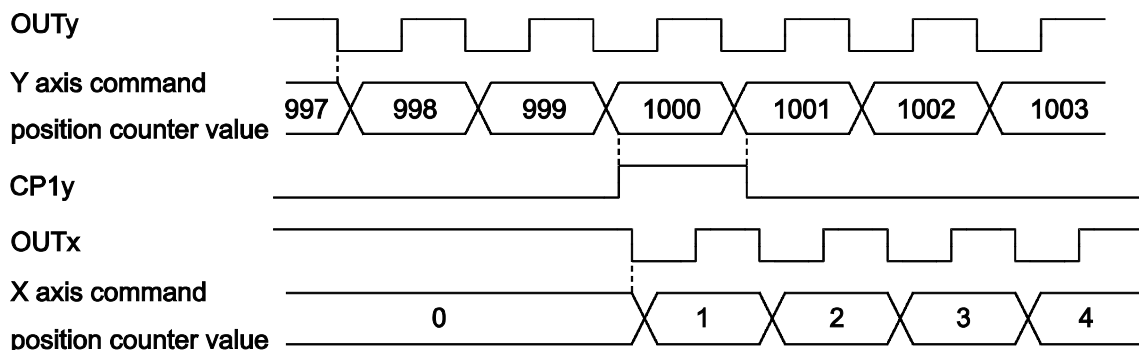 OUTy
Y axis command
position counter value
997 998 999 1000 1001 1002 1003
CP1y
OUTx
X axis command
position counter value
0 1 2 3 4